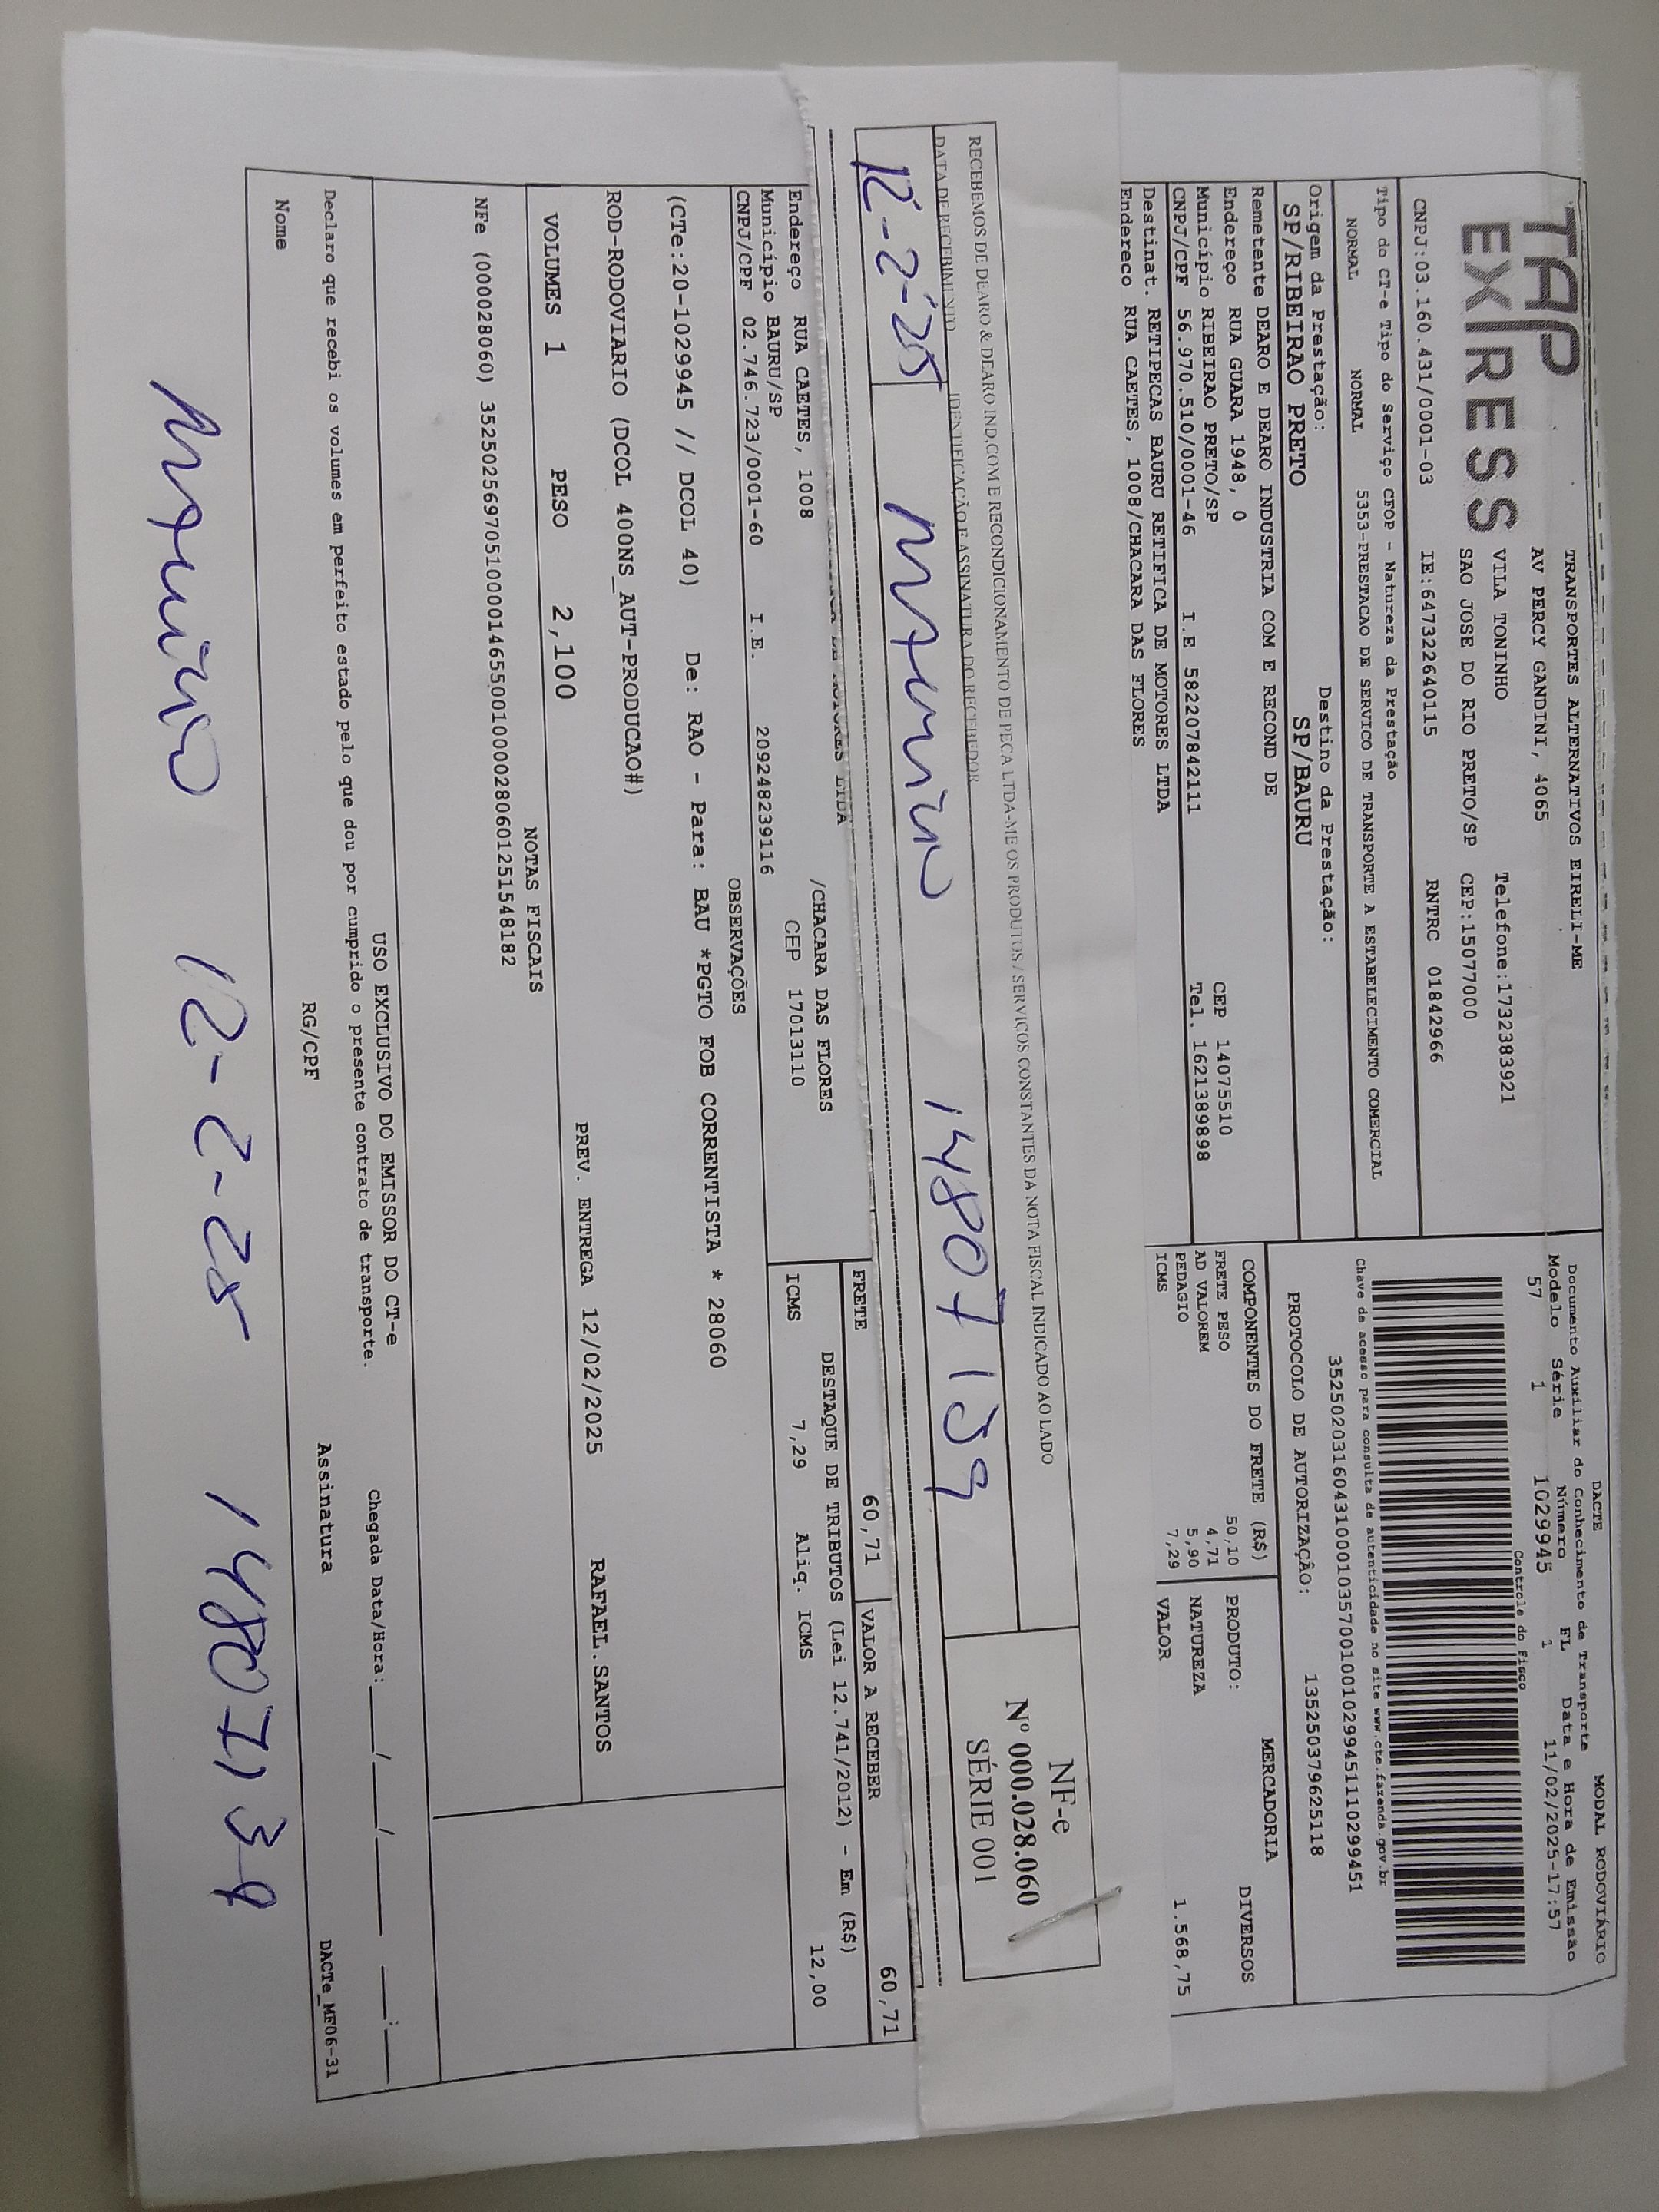 TAP
EXPRESS
TRANSPORTES ALTERNATIVOS EIRELI-ME
AV PERCY GANDINI, 4065
VILA TONINHO Telefone:1732383921
SAO JOSE DO RIO PRETO/SP CEP:15077000
CNPJ:03.160.431/0001-03 IE:647322640115 RNTRC 01842966
Tipo do CT-e Tipo do Serviço CFOP - Natureza da Prestação
NORMAL NORMAL 5353-PRESTACAO DE SERVICO DE TRANSPORTE A ESTABELECIMENTO COMERCIAL
Origem da Prestação: Destino da Prestação:
SP/RIBEIRAO PRETO SP/BAURU
Remetente DEARO E DEARO INDUSTRIA COM E RECOND DE
Endereço RUA GUARA 1948, 0 CEP 14075510
Município RIBEIRAO PRETO/SP Tel. 1621389898
CNPJ/CPF 56.970.510/0001-46 I.E 582207842111
Destinat. RETIPECAS BAURU RETIFICA DE MOTORES LTDA
Endereco RUA CAETES, 1008/CHACARA DAS FLORES
DACTE MODAL RODOVIÁRIO
Documento Auxiliar do Conhecimento de Transporte
Modelo Série Número FL Data e Hora de Emissão
57 1 1029945 1 11/02/2025-17:57
Controle do Fisco
Chave de acesso para consulta de autenticidade no site www.cte.fazenda.gov.br
35250203160431000103570010010299451110299451
PROTOCOLO DE AUTORIZAÇÃO: 135250379625118
COMPONENTES DO FRETE (R$) MERCADORIA
FRETE PESO 50,10 PRODUTO: DIVERSOS
AD VALOREM 4,71
PEDAGIO 5,90 NATUREZA
ICMS 7,29 VALOR 1.568,75
RECEBEMOS DE DEARO & DEARO IND.COM E RECONDICIONAMENTO DE PECA LTDA-ME OS PRODUTOS / SERVIÇOS CONSTANTES DA NOTA FISCAL INDICADO AO LADO
DATA DE RECEBIMENTO IDENTIFICAÇÃO E ASSINATURA DO RECEBEDOR
12-2-25 14807139
NF-e
Nº 000.028.060
SÉRIE 001
Endereço RUA CAETES, 1008 /CHACARA DAS FLORES
Município BAURU/SP CEP 17013110
CNPJ/CPF 02.746.723/0001-60 I.E. 209248239116
FRETE 60,71 VALOR A RECEBER 60,71
DESTAQUE DE TRIBUTOS (Lei 12.741/2012) - Em (R$)
ICMS 7,29 Aliq. ICMS 12,00
OBSERVAÇÕES
(CTe:20-1029945 // DCOL 40) De: RAO - Para: BAU *PGTO FOB CORRENTISTA * 28060
ROD-RODOVIARIO (DCOL 400NS_AUT-PRODUCAO#)
VOLUMES 1 PESO 2,100 PREV. ENTREGA 12/02/2025 RAFAEL.SANTOS
NOTAS FISCAIS
NFe (000028060) 35250256970510000146550010000280601251548182
USO EXCLUSIVO DO EMISSOR DO CT-e
Declaro que recebi os volumes em perfeito estado pelo que dou por cumprido o presente contrato de transporte. Chegada Data/Hora:___/___/_____ __:__
Nome RG/CPF Assinatura DACTe_MF06-31
12-2-25 14807139